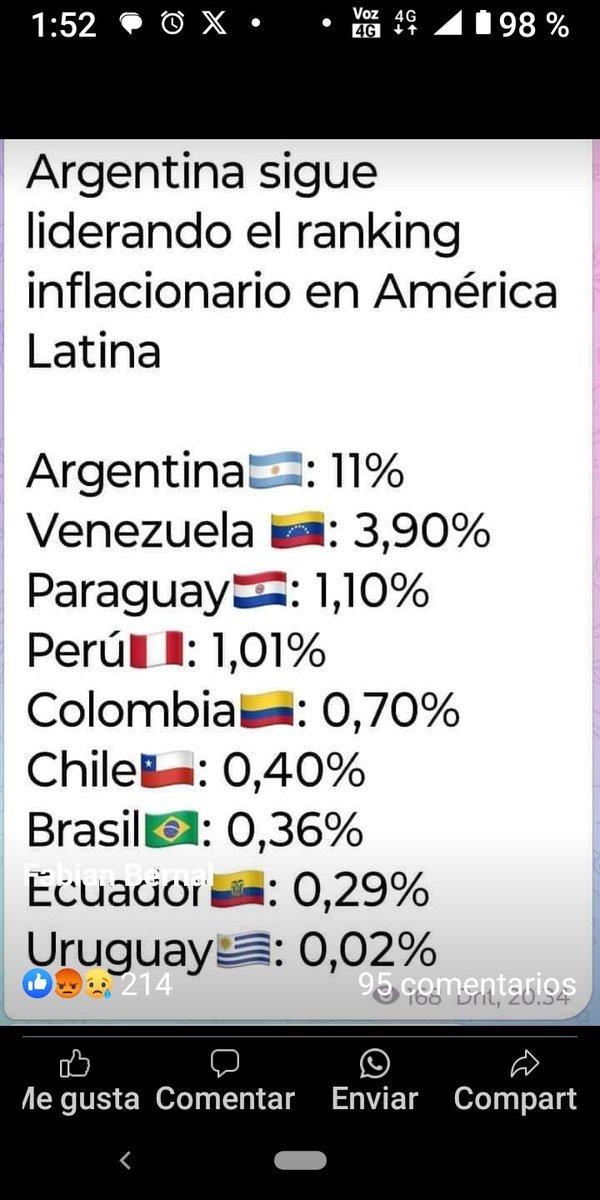 1:52 Voz 4G 4G 98 %
Argentina sigue
liderando el ranking
inflacionario en América
Latina
Argentina🇦🇷: 11%
Venezuela 🇻🇪: 3,90%
Paraguay🇵🇾: 1,10%
Perú🇵🇪: 1,01%
Colombia🇨🇴: 0,70%
Chile🇨🇱: 0,40%
Brasil🇧🇷: 0,36%
Fabian Bernal
Ecuador🇪🇨: 0,29%
Uruguay🇺🇾: 0,02%
214 95 comentarios
168 Dnt, 20:34
Me gusta Comentar Enviar Compart